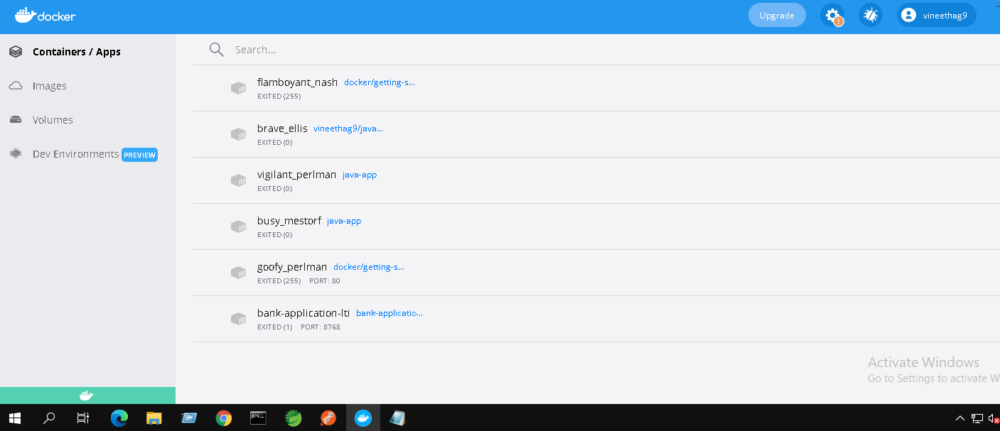 docker
Upgrade
vineethag9
Containers / Apps
Images
Volumes
Dev Environments PREVIEW
Search...
flamboyant_nash docker/getting-s...
EXITED (255)
brave_ellis vineethag9/java...
EXITED (0)
vigilant_perlman java-app
EXITED (0)
busy_mestorf java-app
EXITED (0)
goofy_perlman docker/getting-s...
EXITED (255) PORT: 80
bank-application-lti bank-applicatio...
EXITED (1) PORT: 8768
Activate Windows
Go to Settings to activate W